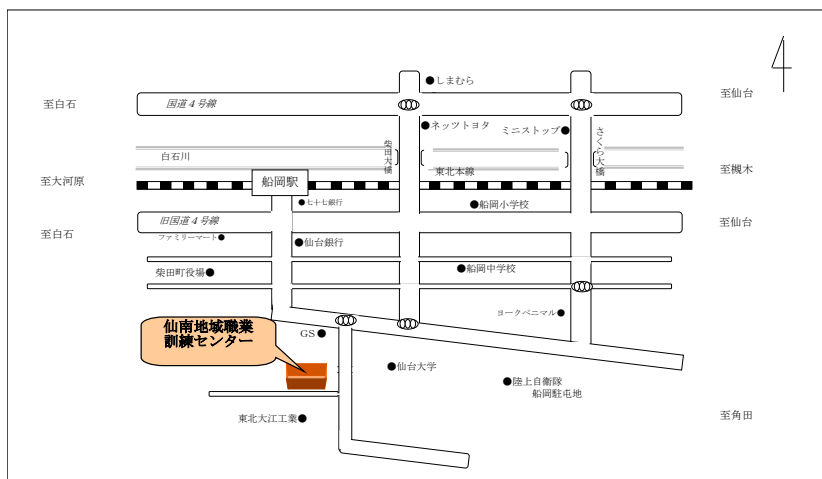 しまむら
至白石
国道４号線
至仙台
ネッツトヨタ
ミニストップ
さくら大橋
柴田大橋
白石川
東北本線
至槻木
至大河原
船岡駅
七十七銀行
船岡小学校
旧国道４号線
至仙台
至白石
ファミリーマート
仙台銀行
柴田町役場
船岡中学校
ヨークベニマル
仙南地域職業
訓練センター
GS
仙台大学
陸上自衛隊
船岡駐屯地
東北大江工業
至角田